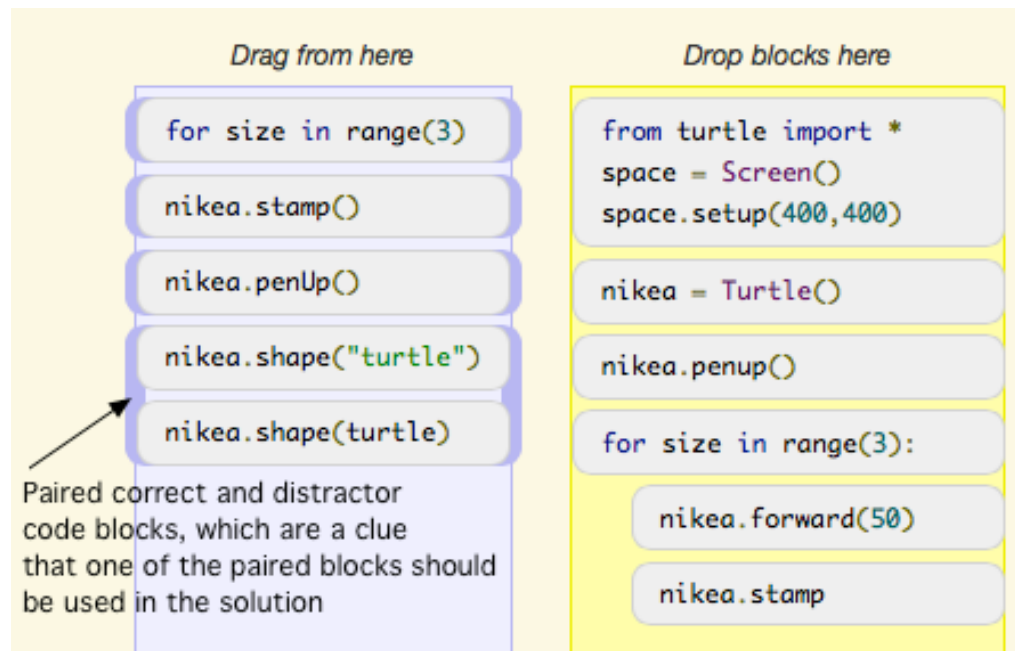 Drag from here
for size in range(3)
nikea.stamp()
nikea.penUp()
nikea.shape("turtle")
nikea.shape(turtle)
Paired correct and distractor
code blocks, which are a clue
that one of the paired blocks should
be used in the solution
Drop blocks here
from turtle import *
space = Screen()
space.setup(400,400)
nikea = Turtle()
nikea.penup()
for size in range(3):
nikea.forward(50)
nikea.stamp